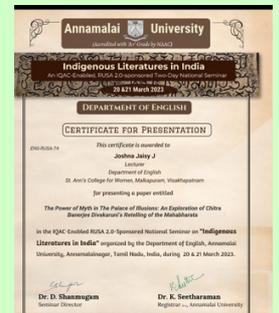 Annamalai University
(Accredited with 'A+' Grade by NAAC)
Indigenous Literatures in India
An IQAC-Enabled, RUSA 2.0-sponsored Two-Day National Seminar
20 &21 March 2023
DEPARTMENT OF ENGLISH
CERTIFICATE FOR PRESENTATION
ENG-RUSA-74
This certificate is awarded to
Joshna Jaisy J
Lecturer
Department of English
St. Ann's College for Women, Malkapuram, Visakhapatnam
for presenting a paper entitled
The Power of Myth in The Palace of Illusions: An Exploration of Chitra
Banerjee Divakaruni's Retelling of the Mahabharata
in the IQAC Enabled RUSA 2.0-Sponsored National Seminar on "Indigenous
Literatures in India" organized by the Department of English, Annamalai
University, Annamalainagar, Tamil Nadu, India, during 20 & 21 March 2023.
Dr. D. Shanmugam
Dr. K. Seetharaman
Seminar Director
Registrar Annamalai University